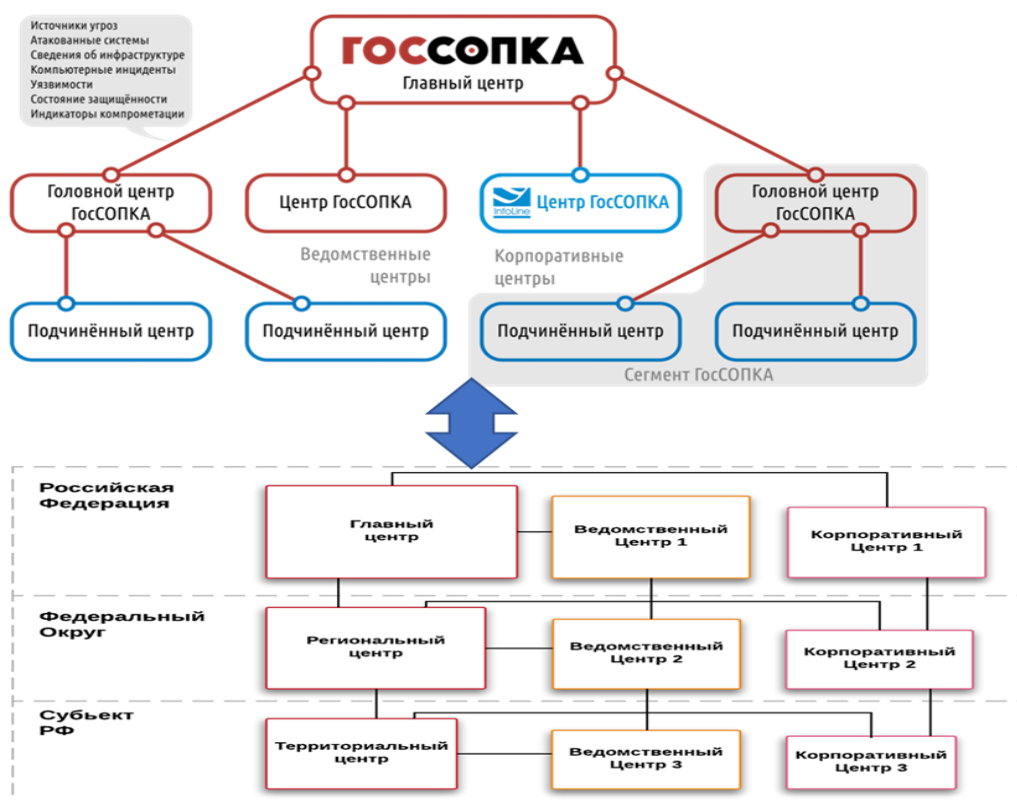 Источники угроз
Атакованные системы
Сведения об инфраструктуре
Компьютерные инциденты
Уязвимости
Состояние защищённости
Индикаторы компрометации
ГОССОПКА
Главный центр
Головной центр
ГосСОПКА
Центр ГосСОПКА
InfoLine
Центр ГосСОПКА
Головной центр
ГосСОПКА
Ведомственные
центры
Корпоративные
центры
Подчинённый центр
Подчинённый центр
Подчинённый центр
Подчинённый центр
Сегмент ГосСОПКА
Российская
Федерация
Главный
центр
Ведомственный
Центр 1
Корпоративный
Центр 1
Федеральный
Округ
Региональный
центр
Ведомственный
Центр 2
Корпоративный
Центр 2
Субьект
РФ
Территориальный
центр
Ведомственный
Центр 3
Корпоративный
Центр 3